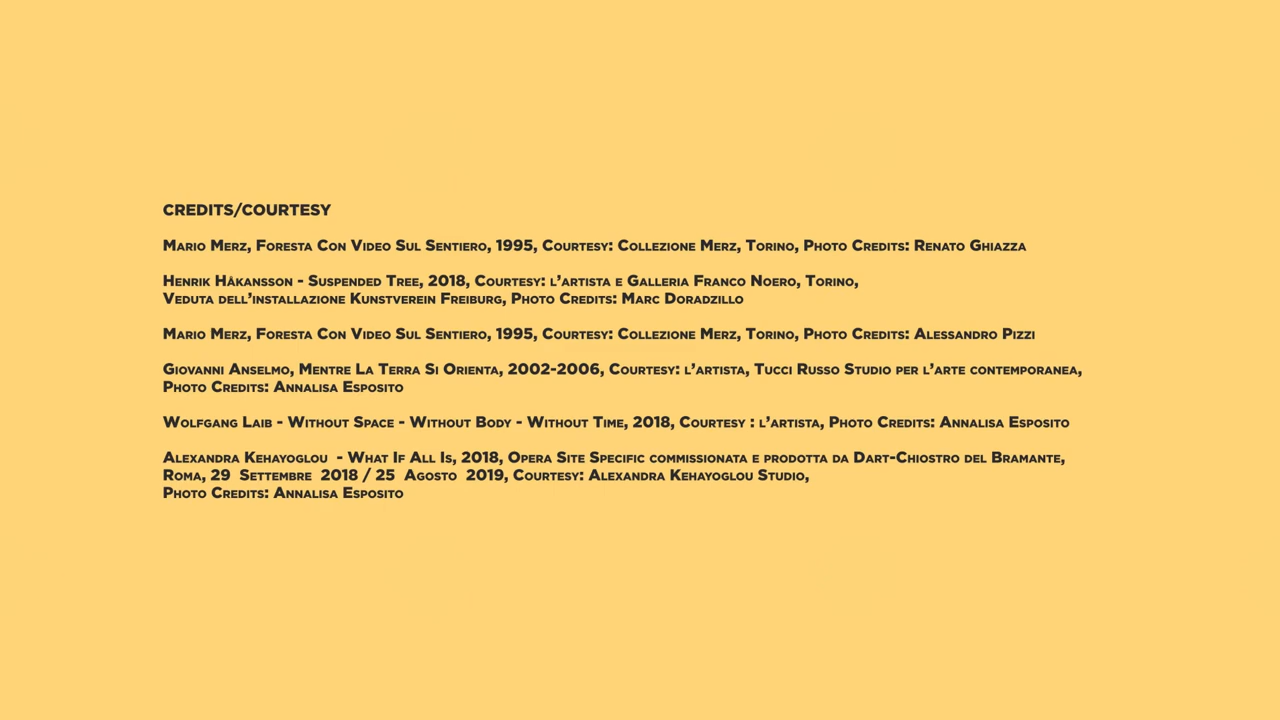 CREDITS/COURTESY
Mario Merz, Foresta Con Video Sul Sentiero, 1995, Courtesy: Collezione Merz, Torino, Photo Credits: Renato Ghiazza
Henrik Håkansson - Suspended Tree, 2018, Courtesy: l'artista e Galleria Franco Noero, Torino,
Veduta dell'installazione Kunstverein Freiburg, Photo Credits: Marc Doradzillo
Mario Merz, Foresta Con Video Sul Sentiero, 1995, Courtesy: Collezione Merz, Torino, Photo Credits: Alessandro Pizzi
Giovanni Anselmo, Mentre La Terra Si Orienta, 2002-2006, Courtesy: l'artista, Tucci Russo Studio per l'arte contemporanea,
Photo Credits: Annalisa Esposito
Wolfgang Laib - Without Space - Without Body - Without Time, 2018, Courtesy : l'artista, Photo Credits: Annalisa Esposito
Alexandra Kehayoglou  - What If All Is, 2018, Opera Site Specific commissionata e prodotta da Dart-Chiostro del Bramante,
Roma, 29  Settembre  2018 / 25  Agosto  2019, Courtesy: Alexandra Kehayoglou Studio,
Photo Credits: Annalisa Esposito